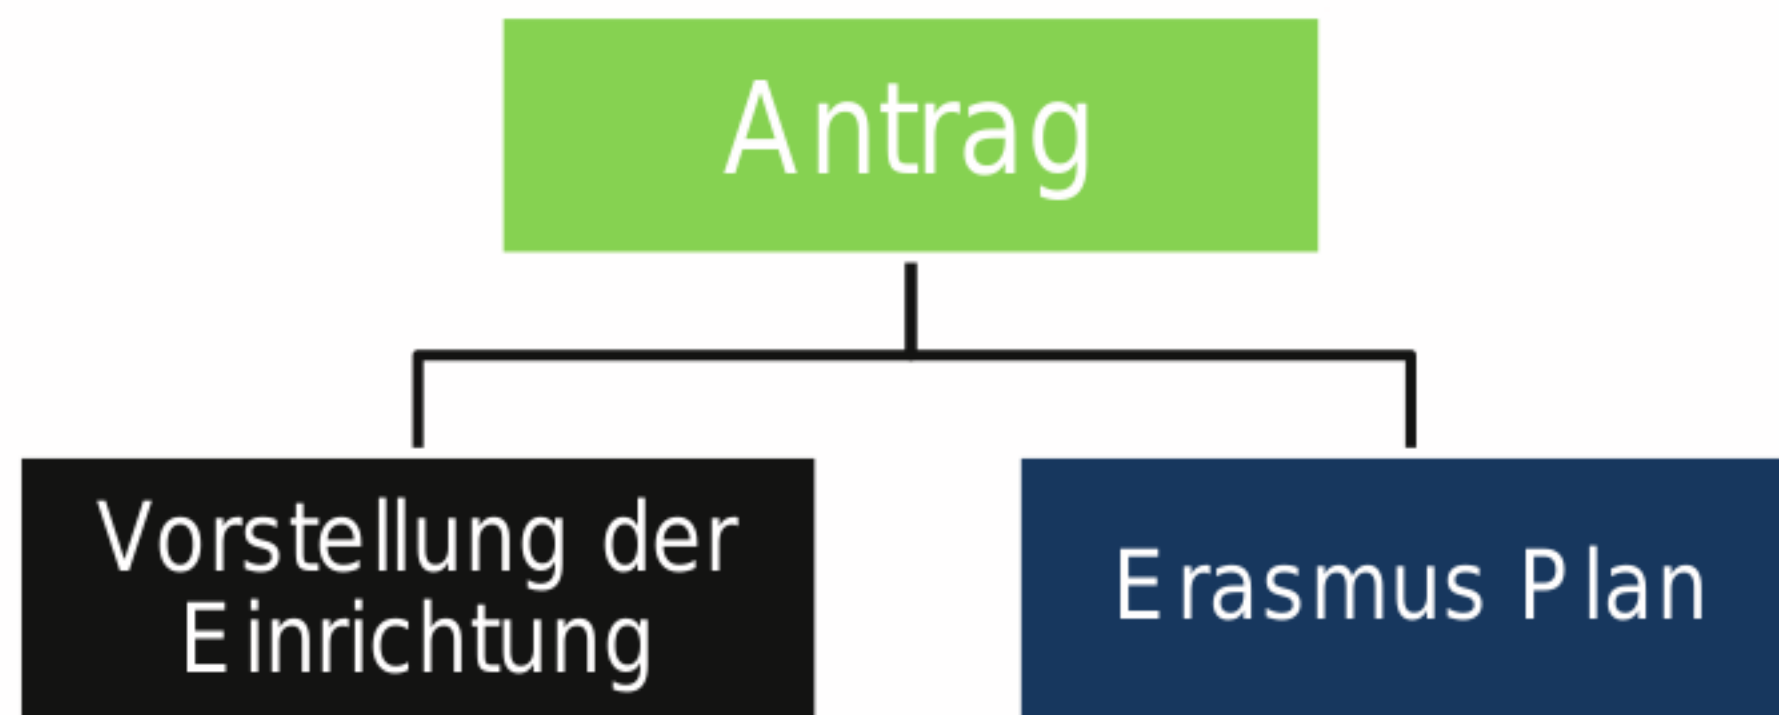 Antrag
Vorstellung der
Einrichtung
Erasmus Plan